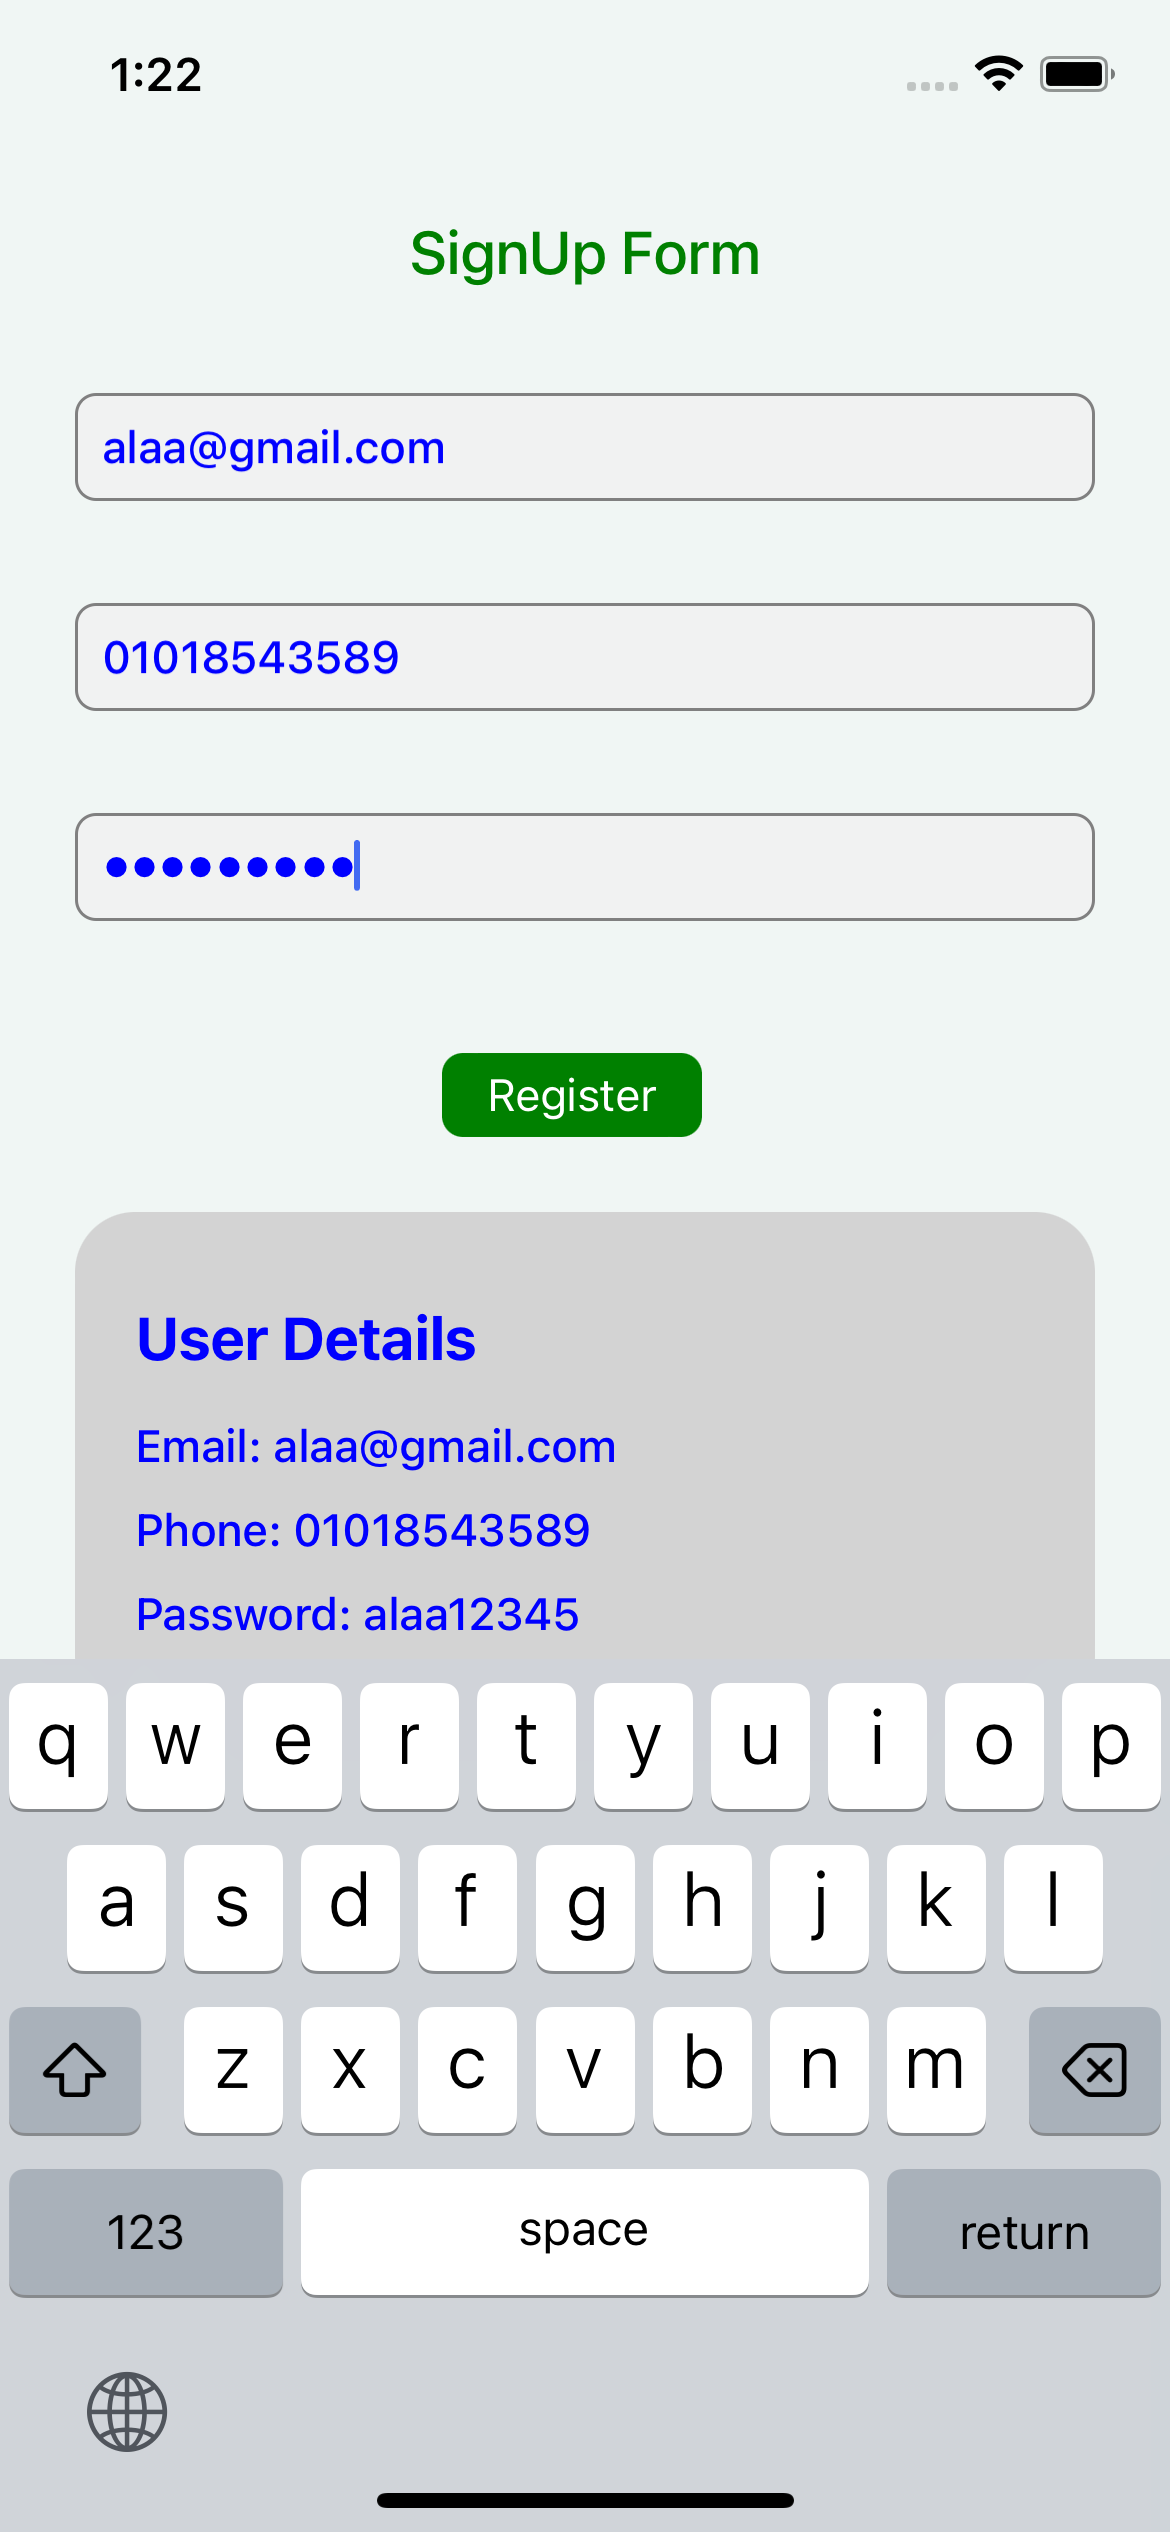 1:22
SignUp Form
alaa@gmail.com
01018543589
•••••••••
Register
User Details
Email: alaa@gmail.com
Phone: 01018543589
Password: alaa12345
q w e r t y u i o p
a s d f g h j k l
z x c v b n m
123 space return